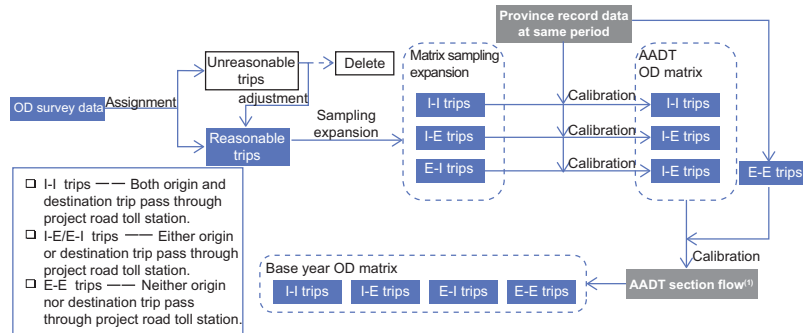 Province record data
at same period
Unreasonable
trips
Delete
Matrix sampling
expansion
AADT
OD matrix
adjustment
OD survey data
Assignment
Reasonable
trips
Sampling
expansion
I-I trips
Calibration
I-I trips
I-E trips
Calibration
I-E trips
E-I trips
Calibration
I-E trips
E-E trips
I-I trips —— Both origin and
destination trip pass through
project road toll station.
I-E/E-I trips —— Either origin
or destination trip pass through
project road toll station.
E-E trips —— Neither origin
nor destination trip pass
through project road toll station.
Calibration
Base year OD matrix
I-I trips
I-E trips
E-I trips
E-E trips
AADT section flow(1)